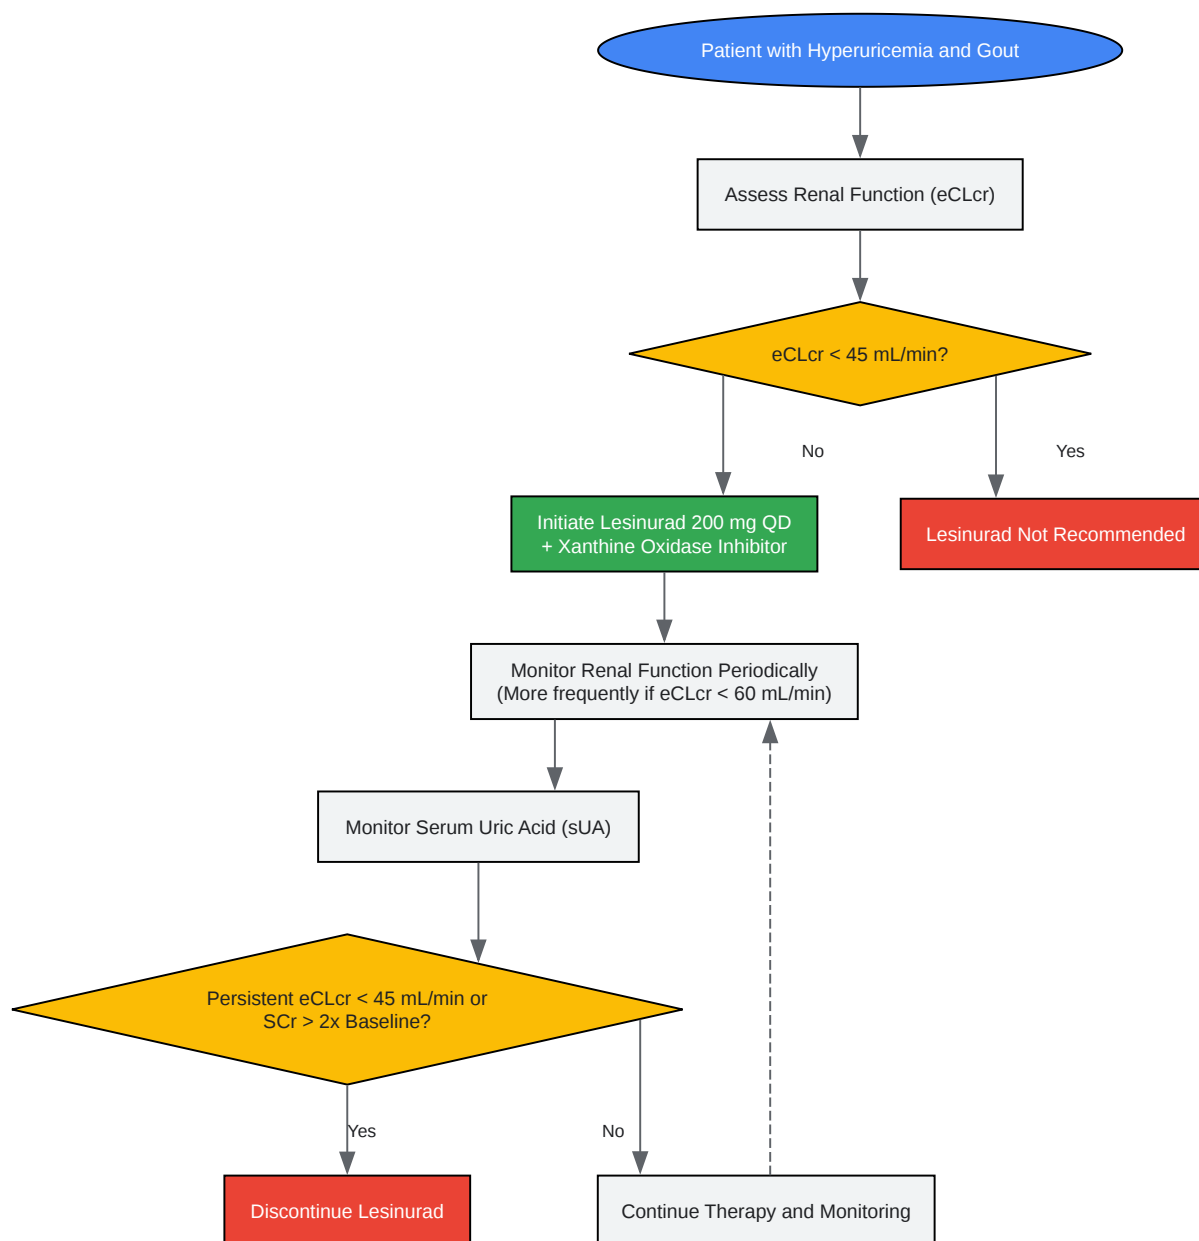 Patient with Hyperuricemia and Gout
Assess Renal Function (eCLcr)
eCLcr < 45 mL/min?
No
Yes
Initiate Lesinurad 200 mg QD
+ Xanthine Oxidase Inhibitor
Lesinurad Not Recommended
Monitor Renal Function Periodically
(More frequently if eCLcr < 60 mL/min)
Monitor Serum Uric Acid (sUA)
Persistent eCLcr < 45 mL/min or
SCr > 2x Baseline?
Yes
No
Discontinue Lesinurad
Continue Therapy and Monitoring